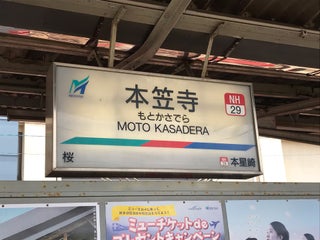 本笠寺
もとかさでら
MOTO KASADERA
NH
29
桜
本星崎
ミューチケットde
プレゼントキャンペーン